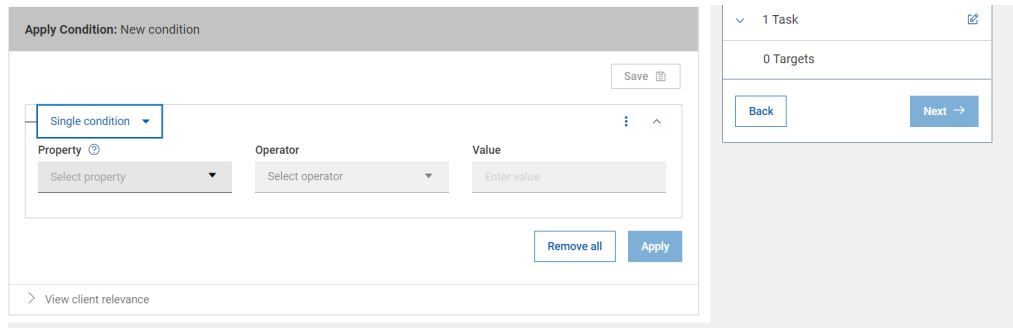 Apply Condition: New condition
Save
Single condition
Property
Operator
Value
Select property
Select operator
Enter value
Remove all
Apply
View client relevance
1 Task
0 Targets
Back
Next